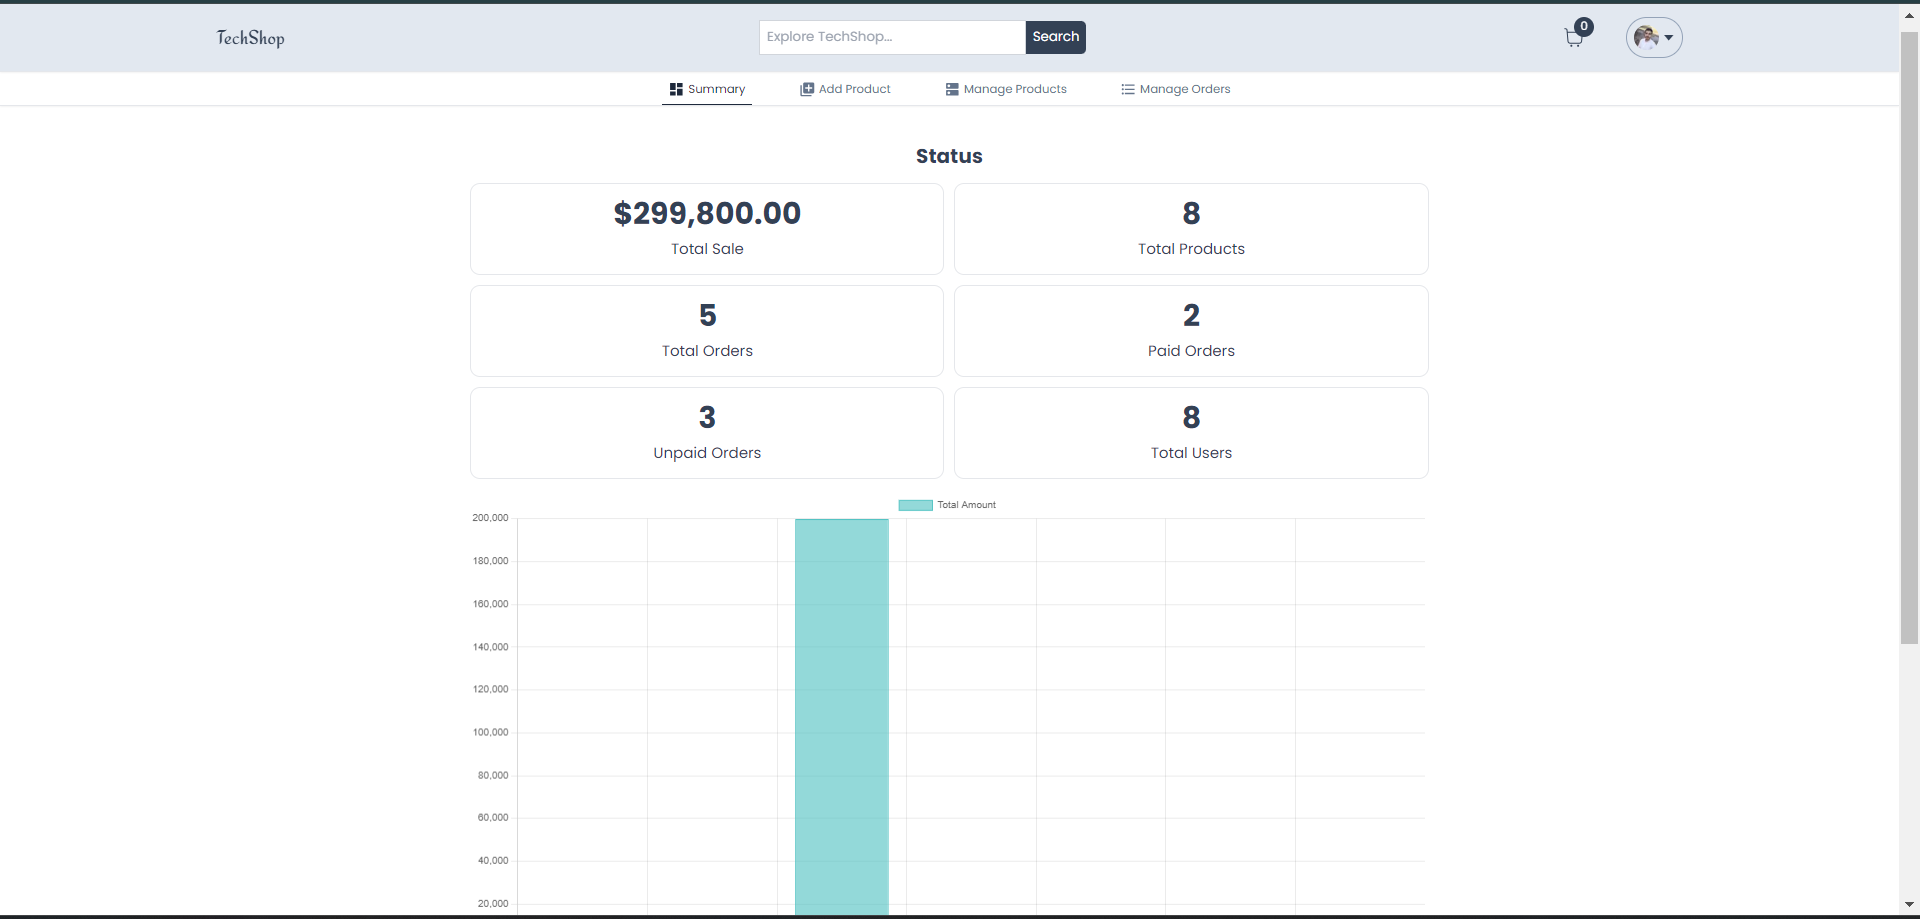 TechShop
Explore TechShop...
Search
0
Summary
Add Product
Manage Products
Manage Orders
Status
$299,800.00
Total Sale
8
Total Products
5
Total Orders
2
Paid Orders
3
Unpaid Orders
8
Total Users
Total Amount
200,000
180,000
160,000
140,000
120,000
100,000
80,000
60,000
40,000
20,000